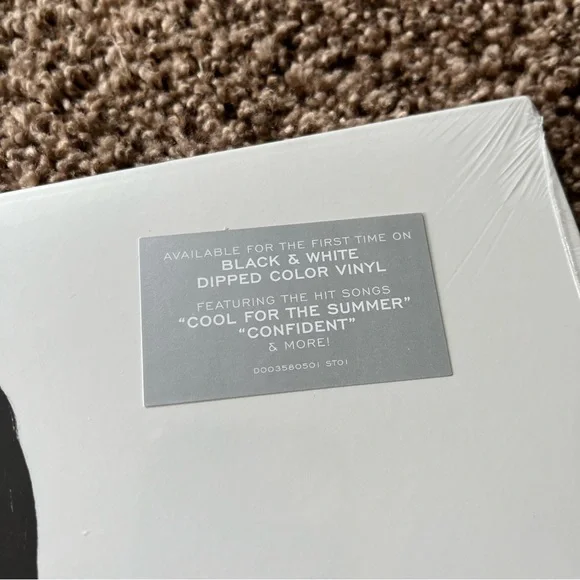 AVAILABLE FOR THE FIRST TIME ON
BLACK & WHITE
DIPPED COLOR VINYL
FEATURING THE HIT SONGS
“COOL FOR THE SUMMER”
“CONFIDENT”
& MORE!
D003580501 ST01